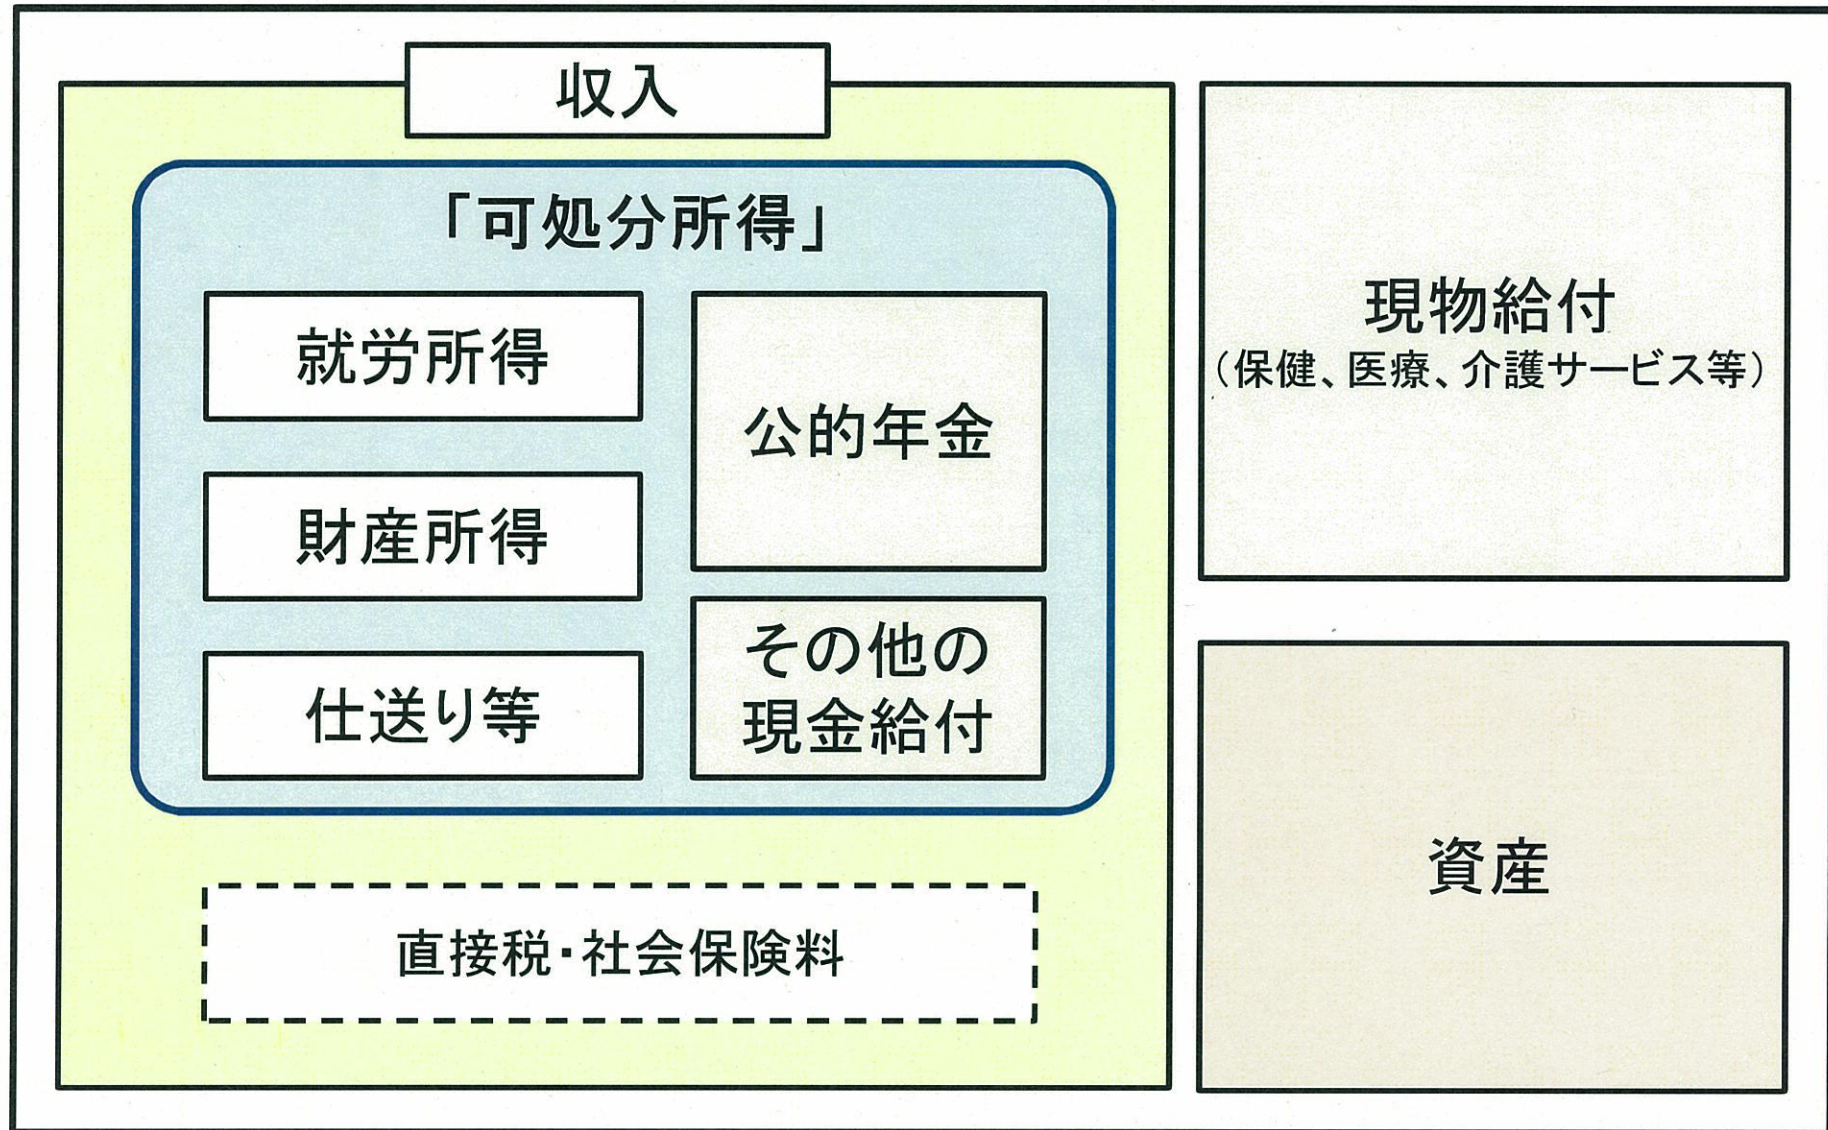 収入
「可処分所得」
就労所得
財産所得
仕送り等
公的年金
その他の
現金給付
直接税・社会保険料
現物給付
（保健、医療、介護サービス等）
資産